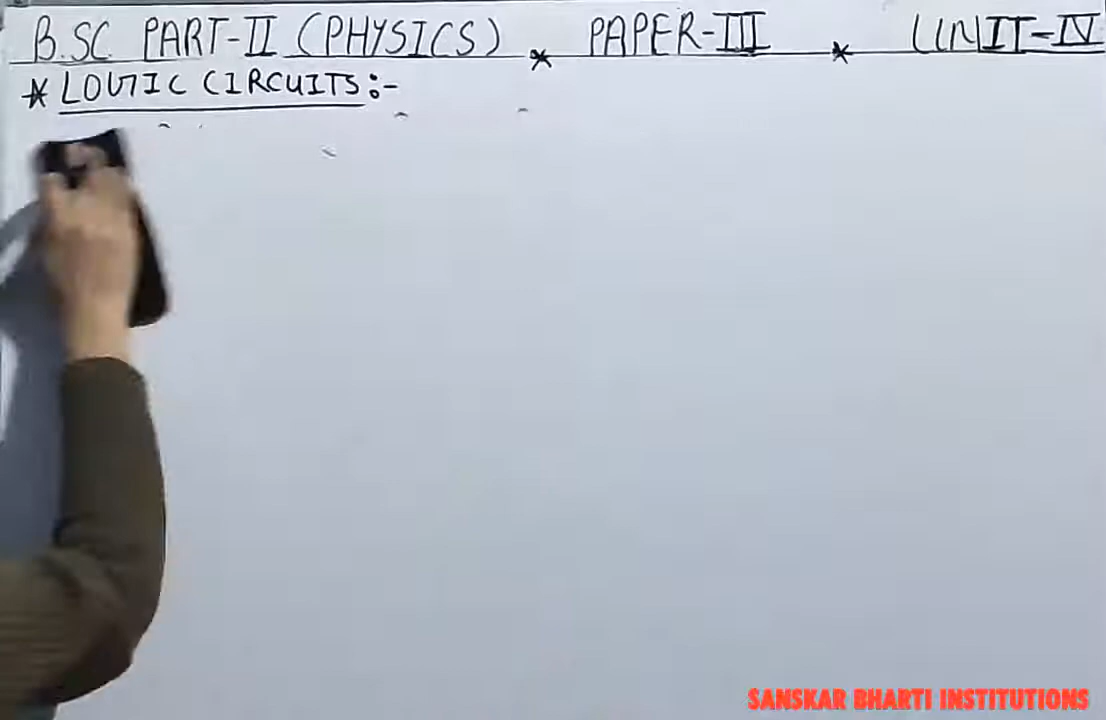 B.SC PART-II (PHYSICS) * PAPER-III * UNIT-IV
* LOGIC CIRCUITS:-
SANSKAR BHARTI INSTITUTIONS